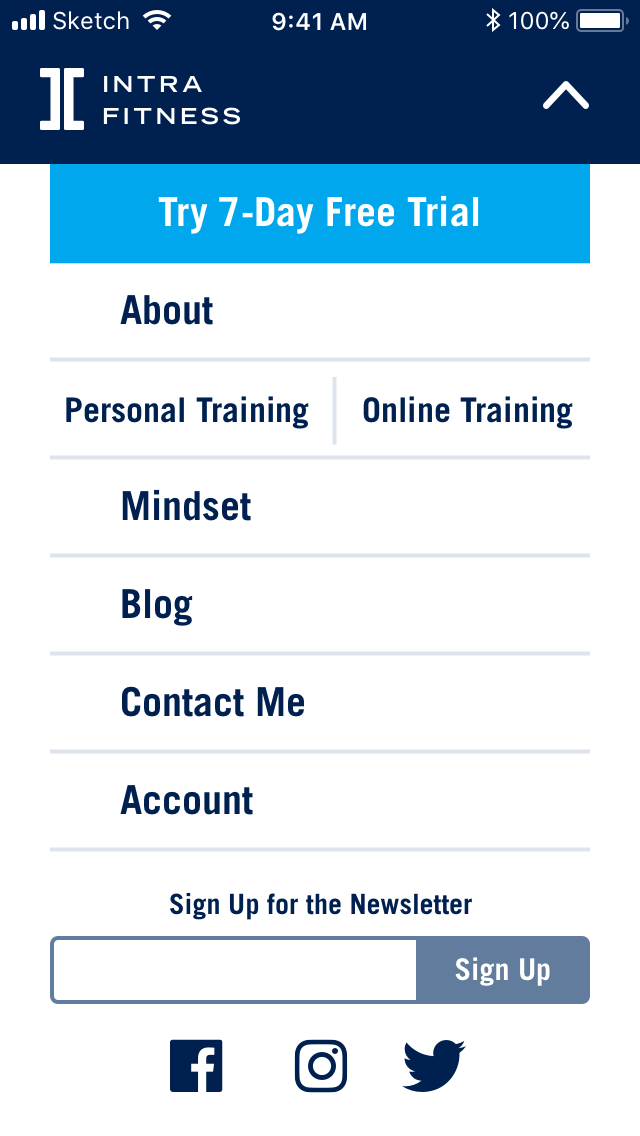 Sketch 9:41 AM 100%
INTRA
FITNESS
Try 7-Day Free Trial
About
Personal Training Online Training
Mindset
Blog
Contact Me
Account
Sign Up for the Newsletter
Sign Up